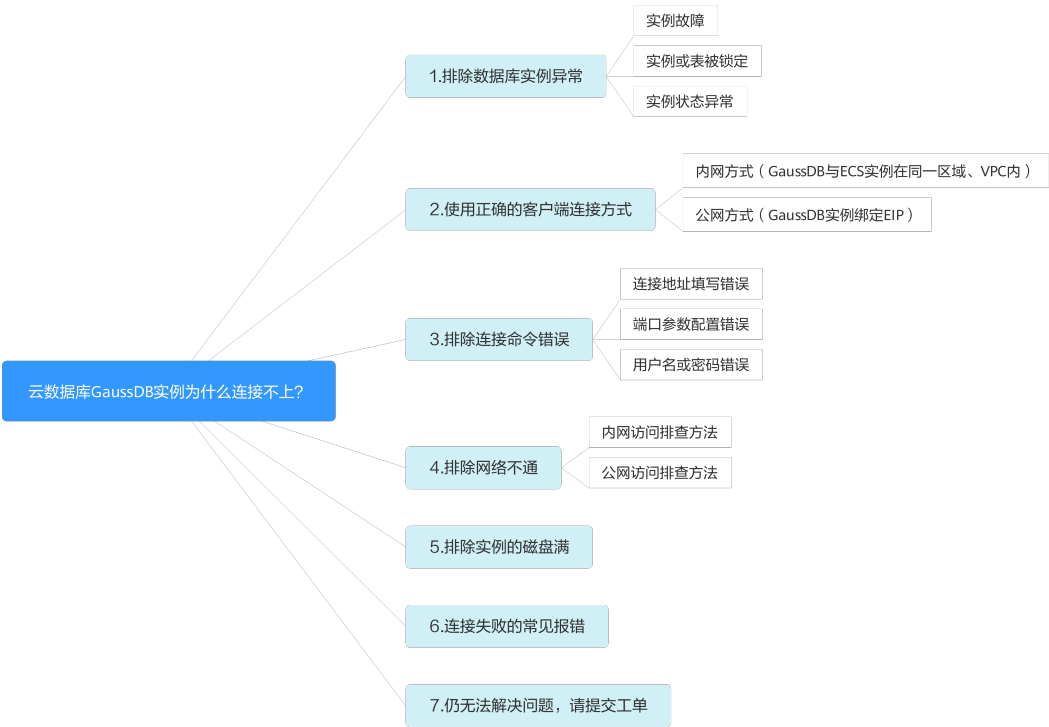 云数据库GaussDB实例为什么连接不上?
1.排除数据库实例异常
实例故障
实例或表被锁定
实例状态异常
2.使用正确的客户端连接方式
内网方式（GaussDB与ECS实例在同一区域、VPC内）
公网方式（GaussDB实例绑定EIP）
3.排除连接命令错误
连接地址填写错误
端口参数配置错误
用户名或密码错误
4.排除网络不通
内网访问排查方法
公网访问排查方法
5.排除实例的磁盘满
6.连接失败的常见报错
7.仍无法解决问题，请提交工单